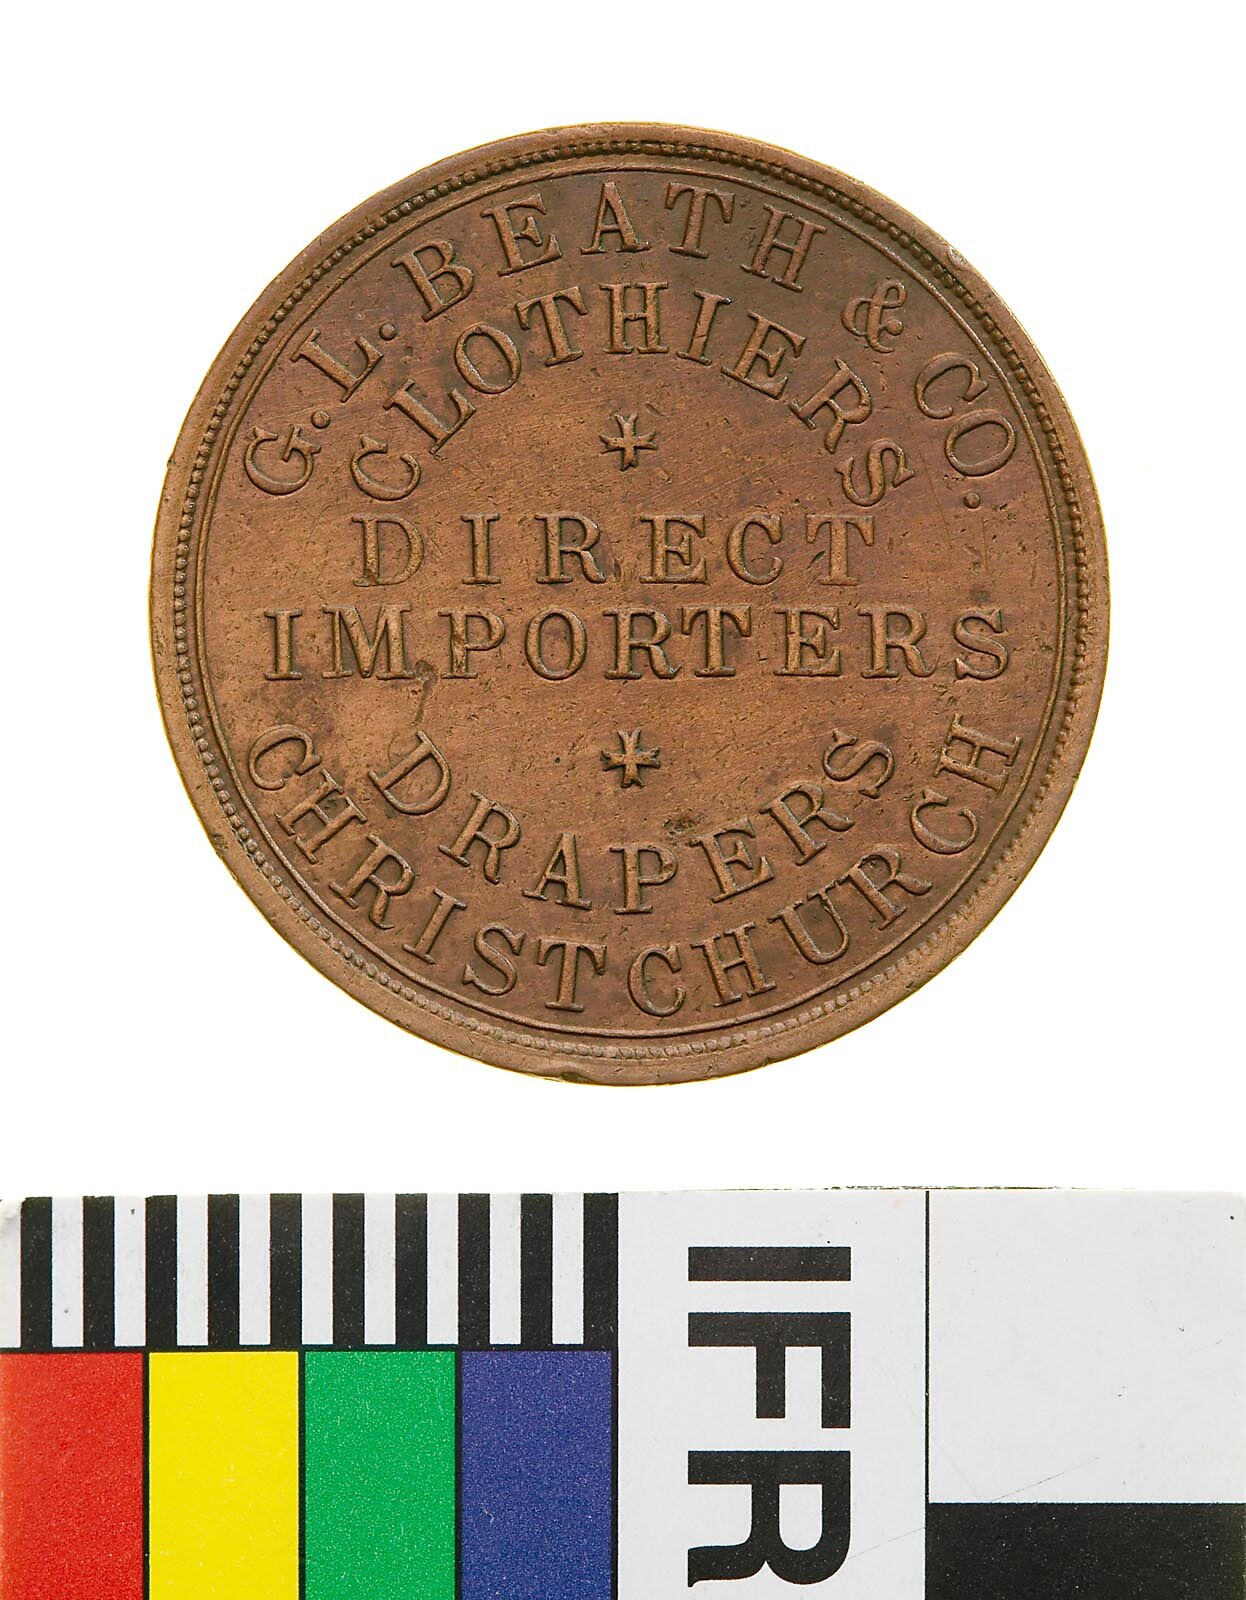 G. L. BEATH & CO.
CLOTHIERS
DIRECT
IMPORTERS
DRAPERS
CHRISTCHURCH
IFR